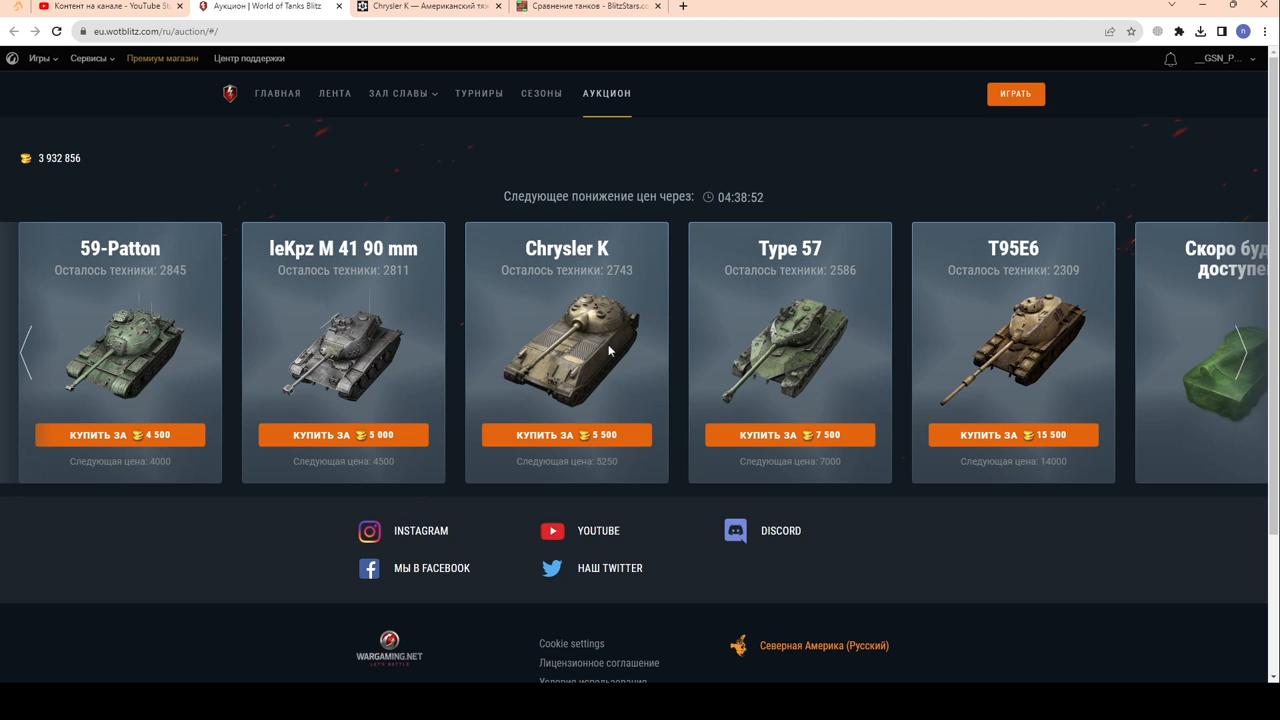 Контент на канале - YouTube St
Аукцион | World of Tanks Blitz
Chrysler K — Американский тяж
Сравнение танков - BlitzStars.co
eu.wotblitz.com/ru/auction/#/
n
Игры Сервисы Премиум магазин Центр поддержки
__GSN_P...
ГЛАВНАЯ ЛЕНТА ЗАЛ СЛАВЫ ТУРНИРЫ СЕЗОНЫ АУКЦИОН
ИГРАТЬ
3 932 856
Следующее понижение цен через: 04:38:52
59-Patton
Осталось техники: 2845
КУПИТЬ ЗА 4 500
Следующая цена: 4000
leKpz M 41 90 mm
Осталось техники: 2811
КУПИТЬ ЗА 5 000
Следующая цена: 4500
Chrysler K
Осталось техники: 2743
КУПИТЬ ЗА 5 500
Следующая цена: 5250
Type 57
Осталось техники: 2586
КУПИТЬ ЗА 7 500
Следующая цена: 7000
T95E6
Осталось техники: 2309
КУПИТЬ ЗА 15 500
Следующая цена: 14000
Скоро буд
доступе
INSTAGRAM
YOUTUBE
DISCORD
МЫ В FACEBOOK
НАШ TWITTER
WARGAMING.NET
LET'S BATTLE
Cookie settings
Лицензионное соглашение
Условия использования
Северная Америка (Русский)